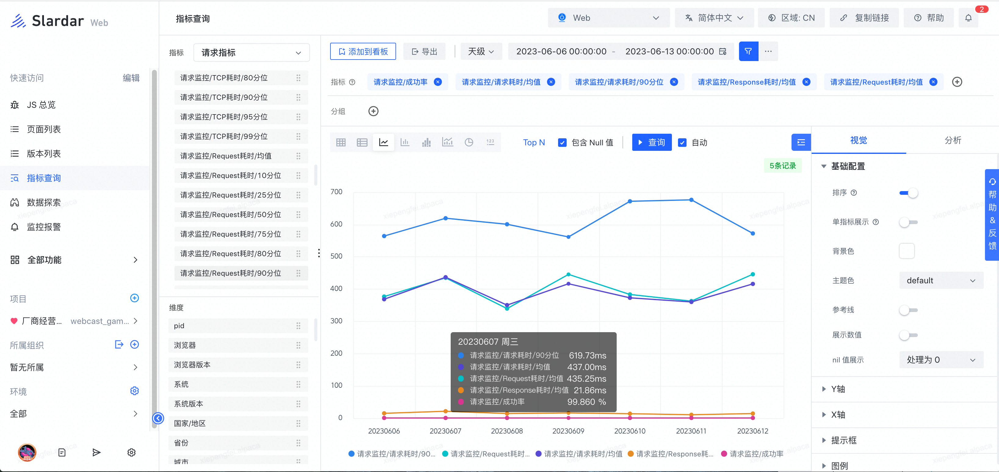 Slardar Web
指标查询
Web
简体中文
区域: CN
复制链接
帮助
2
快速访问
编辑
JS 总览
页面列表
版本列表
指标查询
数据探索
监控报警
全部功能
项目
厂商经营... webcast_gam...
所属组织
暂无所属
环境
全部
指标
请求指标
请求监控/TCP耗时/80分位
请求监控/TCP耗时/90分位
请求监控/TCP耗时/95分位
请求监控/TCP耗时/99分位
请求监控/Request耗时/均值
请求监控/Request耗时/10分位
请求监控/Request耗时/25分位
请求监控/Request耗时/50分位
请求监控/Request耗时/75分位
请求监控/Request耗时/80分位
请求监控/Request耗时/90分位
维度
pid
浏览器
浏览器版本
系统
系统版本
国家/地区
省份
城市
添加到看板
导出
天级
2023-06-06 00:00:00 - 2023-06-13 00:00:00
指标
请求监控/成功率
请求监控/请求耗时/均值
请求监控/请求耗时/90分位
请求监控/Response耗时/均值
请求监控/Request耗时/均值
分组
123
Top N
包含 Null 值
查询
自动
5条记录
700
600
500
400
300
200
100
0
20230607 周三
请求监控/请求耗时/90分位 619.73ms
请求监控/请求耗时/均值 437.00ms
请求监控/Request耗时/均值 435.25ms
请求监控/Response耗时/均值 21.86ms
请求监控/成功率 99.860 %
20230606 20230607 20230608 20230609 20230610 20230611 20230612
请求监控/请求耗时/90... 请求监控/Request耗时... 请求监控/请求耗时/均值 请求监控/Response耗... 请求监控/成功率
视觉
分析
基础配置
排序
单指标展示
背景色
主题色
default
参考线
展示数值
nil 值展示
处理为 0
Y轴
X轴
提示框
图例
帮助&反馈
xiepengfei.alpaca